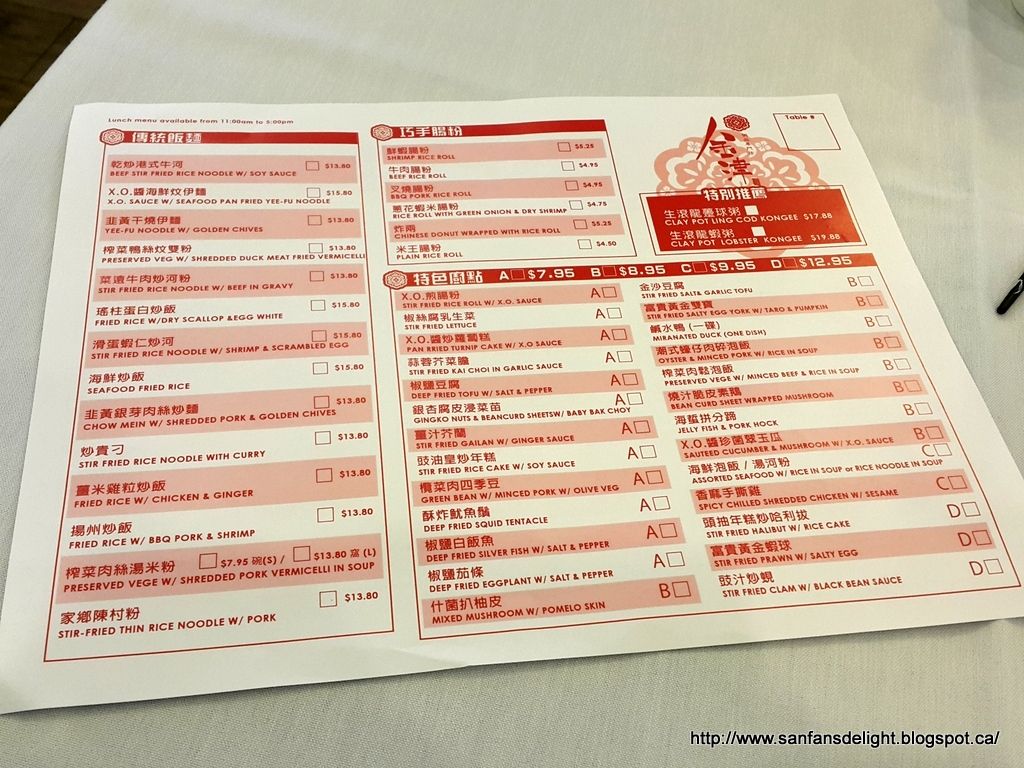 Lunch menu available from 11:00am to 5:00pm
傳統飯麵
乾炒港式牛河 $13.80
BEEF STIR FRIED RICE NOODLE W/ SOY SAUCE
X.O.醬海鮮炆伊麵 $15.80
X.O. SAUCE W/ SEAFOOD PAN FRIED YEE-FU NOODLE
韭黃干燒伊麵 $13.80
YEE-FU NOODLE W/ GOLDEN CHIVES
榨菜鴨絲炆雙粉 $13.80
PRESERVED VEG W/ SHREDDED DUCK MEAT FRIED VERMICELLI
菜遠牛肉炒河粉 $13.80
STIR FRIED RICE NOODLE W/ BEEF IN GRAVY
瑤柱蛋白炒飯 $15.80
FRIED RICE W/DRY SCALLOP &EGG WHITE
滑蛋蝦仁炒河 $15.80
STIR FRIED RICE NOODLE W/ SHRIMP & SCRAMBLED EGG
海鮮炒飯 $15.80
SEAFOOD FRIED RICE
韭黃銀芽肉絲炒麵 $13.80
CHOW MEIN W/ SHREDDED PORK & GOLDEN CHIVES
炒貴刁 $13.80
STIR FRIED RICE NOODLE WITH CURRY
薑米雞粒炒飯 $13.80
FRIED RICE W/ CHICKEN & GINGER
揚州炒飯 $13.80
FRIED RICE W/ BBQ PORK & SHRIMP
榨菜肉絲湯米粉 $7.95 碗(S) / $13.80 窩 (L)
PRESERVED VEGE W/ SHREDDED PORK VERMICELLI IN SOUP
家鄉陳村粉 $13.80
STIR-FRIED THIN RICE NOODLE W/ PORK
巧手腸粉
鮮蝦腸粉 $5.25
SHRIMP RICE ROLL
牛肉腸粉 $4.95
BEEF RICE ROLL
叉燒腸粉 $4.95
BBQ PORK RICE ROLL
蔥花蝦米腸粉 $4.75
RICE ROLL WITH GREEN ONION & DRY SHRIMP
炸兩 $5.25
CHINESE DONUT WRAPPED WITH RICE ROLL
米王腸粉 $4.50
PLAIN RICE ROLL
Table #
特別推薦
生滾龍躉球粥
CLAY POT LING COD KONGEE $17.88
生滾龍蝦粥
CLAY POT LOBSTER KONGEE $19.88
特色廚點 A $7.95 B $8.95 C $9.95 D $12.95
X.O.煎腸粉 A
STIR FRIED RICE ROLL W/ X.O. SAUCE
椒絲腐乳生菜 A
STIR FRIED LETTUCE
X.O.醬炒蘿蔔糕 A
PAN RRIED TURNIP CAKE W/ X.O SAUCE
蒜蓉芥菜膽 A
STIR FRIED KAI CHOI IN GARLIC SAUCE
椒鹽豆腐 A
DEEP FRIED TOFU W/ SALT & PEPPER
銀杏腐皮浸菜苗 A
GINGKO NUTS & BEANCURD SHEETSW/ BABY BAK CHOY
薑汁芥蘭 A
STIR FRIED GAILAN W/ GINGER SAUCE
豉油皇炒年糕 A
STIR FRIED RICE CAKE W/ SOY SAUCE
欖菜肉四季豆 A
GREEN BEAN W/ MINCED PORK W/ OLIVE VEG
酥炸魷魚鬚 A
DEEP FRIED SQUID TENTACLE
椒鹽白飯魚 A
DEEP FRIED SILVER FISH W/ SALT & PEPPER
椒鹽茄條 A
DEEP FRIED EGGPLANT W/ SALT & PEPPER
什菌扒柚皮 B
MIXED MUSHROOM W/ POMELO SKIN
金沙豆腐 B
STIR FRIED SALT& GARLIC TOFU
富貴黃金雙寶 B
STIR FRIED SALTY EGG YORK W/ TARO & PUMPKIN
鹹水鴨 (一碟) B
MIRANATED DUCK (ONE DISH)
潮式蠔仔肉碎泡飯 B
OYSTER & MINCED PORK W/ RICE IN SOUP
榨菜肉鬆泡飯 B
PRESERVED VEGE W/ MINCED BEEF & RICE IN SOUP
燒汁脆皮素鵝 B
BEAN CURD SHEET WRAPPED MUSHROOM
海蜇拼分蹄 B
JELLY FISH & PORK HOCK
X.O.醬珍菌翠玉瓜 B
SAUTEED CUCUMBER & MUSHROOM W/ X.O. SAUCE
海鮮泡飯 / 湯河粉 C
ASSORTED SEAFOOD W/ RICE IN SOUP or RICE NOODLE IN SOUP
香麻手撕雞 C
SPICY CHILLED SHREDDED CHICKEN W/ SESAME
頭抽年糕炒哈利拔 D
STIR FRIED HALIBUT W/ RICE CAKE
富貴黃金蝦球 D
STIR FRIED PRAWN W/ SALTY EGG
豉汁炒蜆 D
STIR FRIED CLAM W/ BLACK BEAN SAUCE
http://www.sanfansdelight.blogspot.ca/